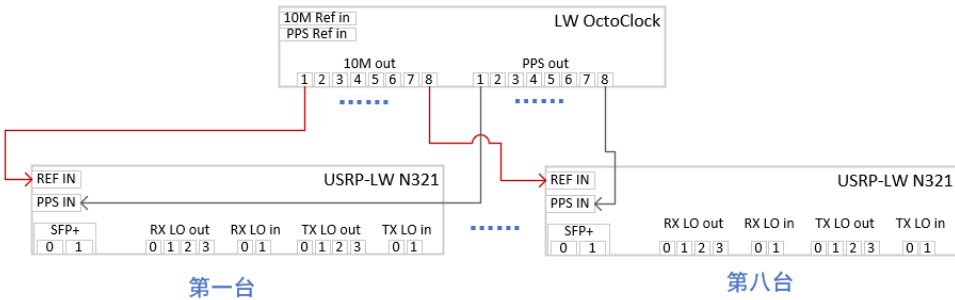 10M Ref in
LW OctoClock
PPS Ref in
10M out
PPS out
1 2 3 4 5 6 7 8
1 2 3 4 5 6 7 8
REF IN
USRP-LW N321
PPS IN
SFP+
RX LO out
RX LO in
TX LO out
TX LO in
0 1
0 1 2 3
0 1
0 1 2 3
0 1
第一台
REF IN
USRP-LW N321
PPS IN
SFP+
RX LO out
RX LO in
TX LO out
TX LO in
0 1
0 1 2 3
0 1
0 1 2 3
0 1
第八台